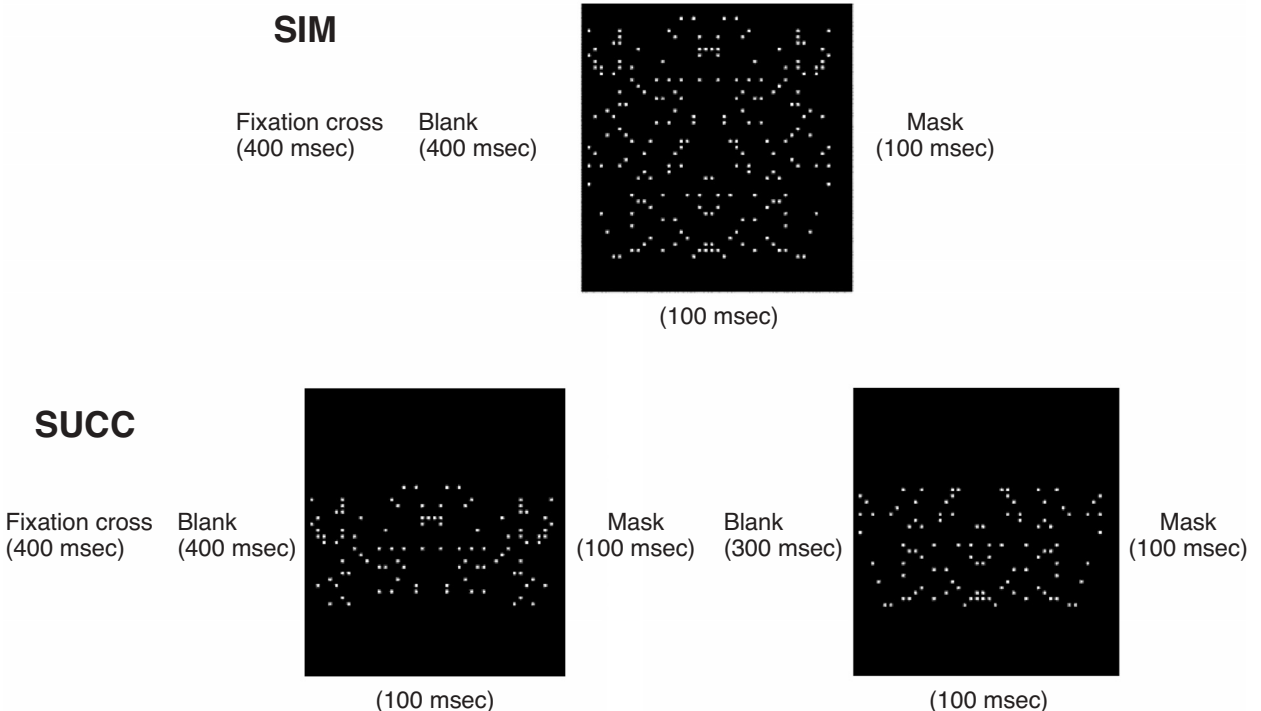 SIM
Fixation cross
(400 msec)
Blank
(400 msec)
Mask
(100 msec)
(100 msec)
SUCC
Fixation cross
(400 msec)
Blank
(400 msec)
Mask
(100 msec)
Blank
(300 msec)
Mask
(100 msec)
(100 msec)
(100 msec)